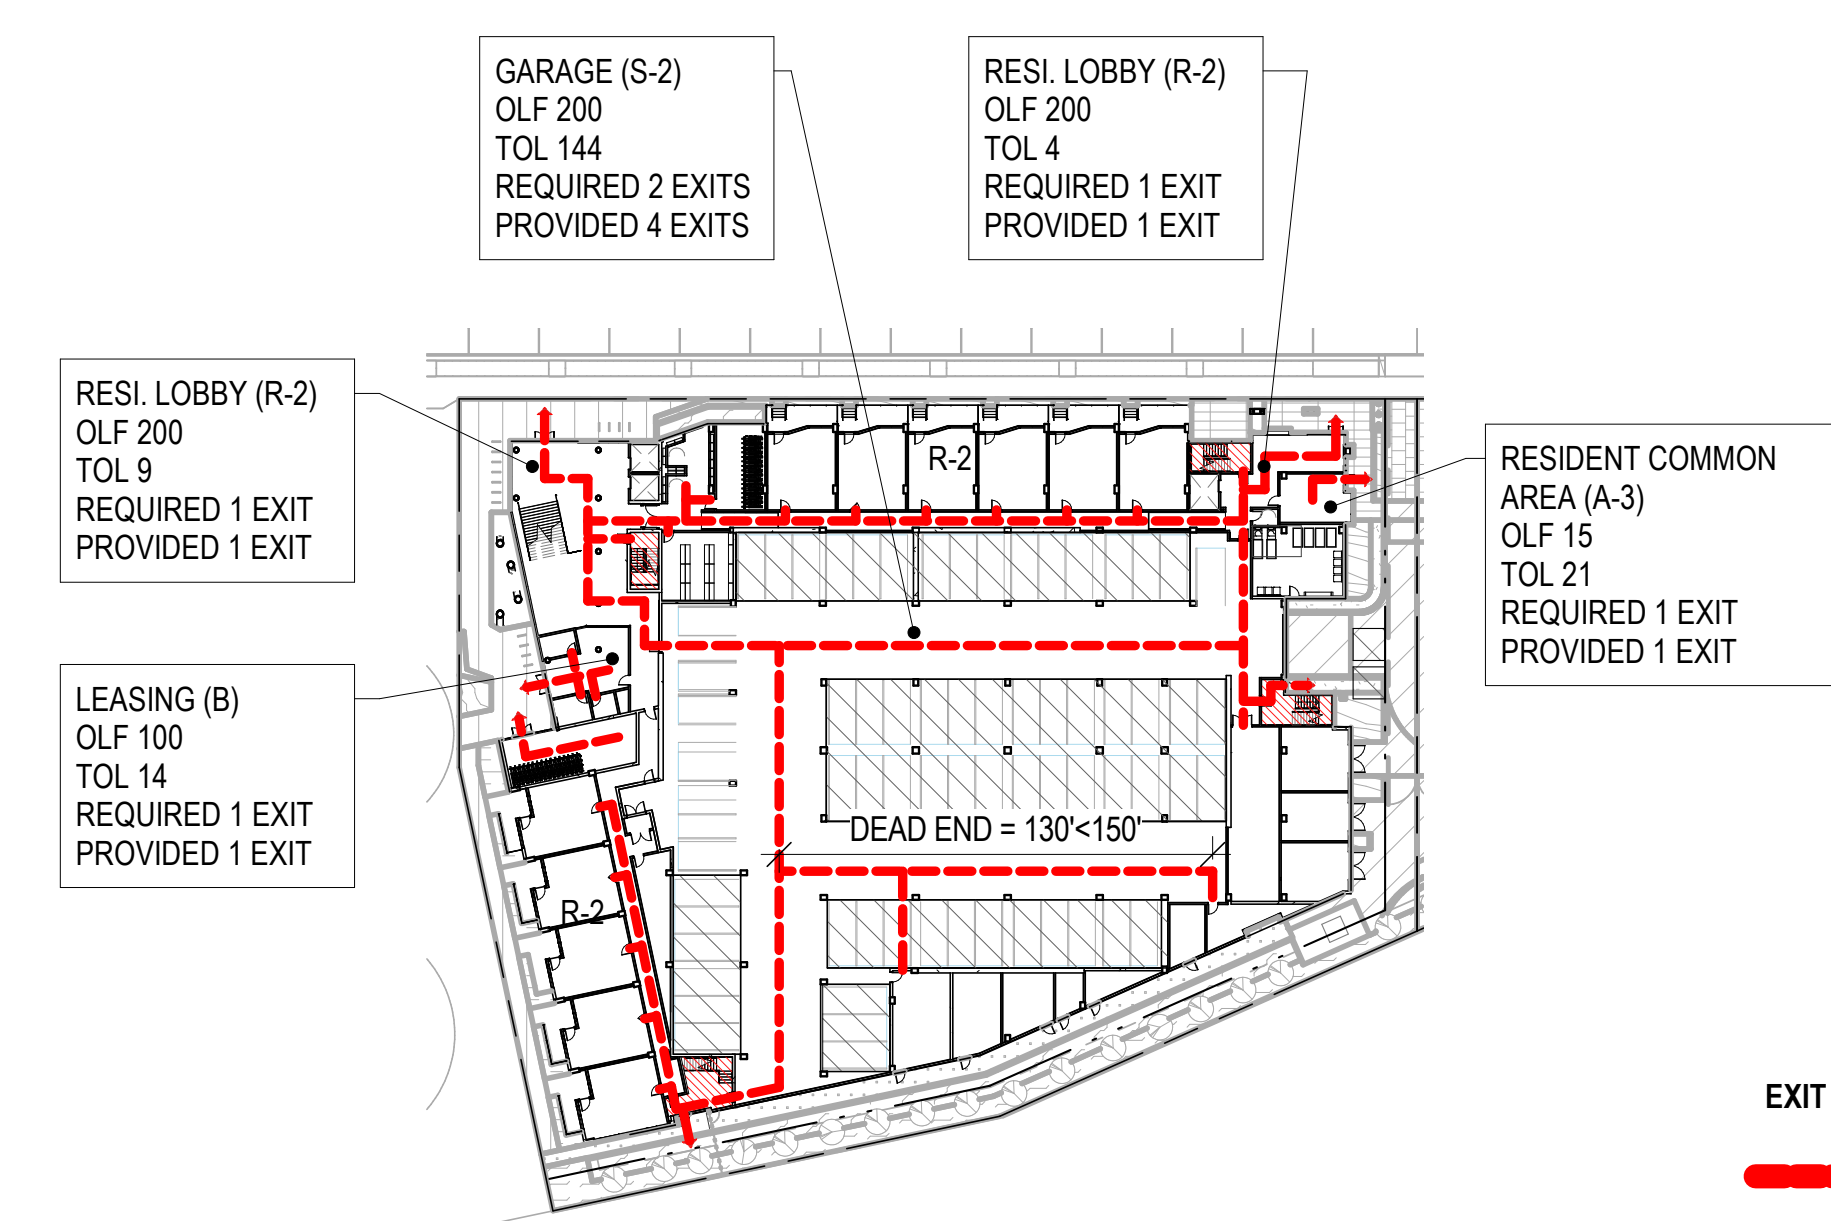 GARAGE (S-2)
OLF 200
TOL 144
REQUIRED 2 EXITS
PROVIDED 4 EXITS
RESI. LOBBY (R-2)
OLF 200
TOL 4
REQUIRED 1 EXIT
PROVIDED 1 EXIT
RESI. LOBBY (R-2)
OLF 200
TOL 9
REQUIRED 1 EXIT
PROVIDED 1 EXIT
R-2
RESIDENT COMMON
AREA (A-3)
OLF 15
TOL 21
REQUIRED 1 EXIT
PROVIDED 1 EXIT
LEASING (B)
OLF 100
TOL 14
REQUIRED 1 EXIT
PROVIDED 1 EXIT
DEAD END = 130'<150'
R-2
EXIT